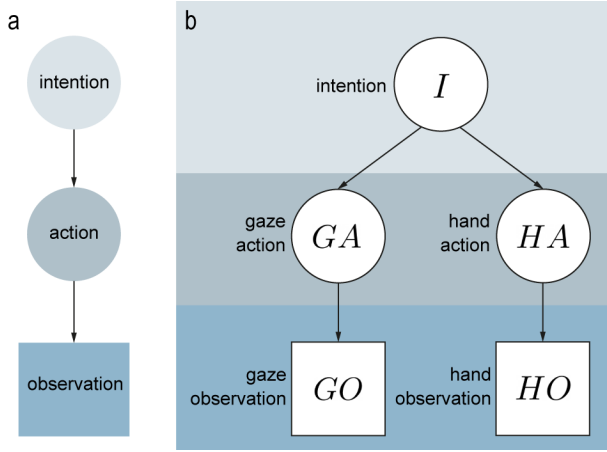 a
intention
action
observation
b
intention
I
gaze
action
GA
hand
action
HA
gaze
observation
GO
hand
observation
HO